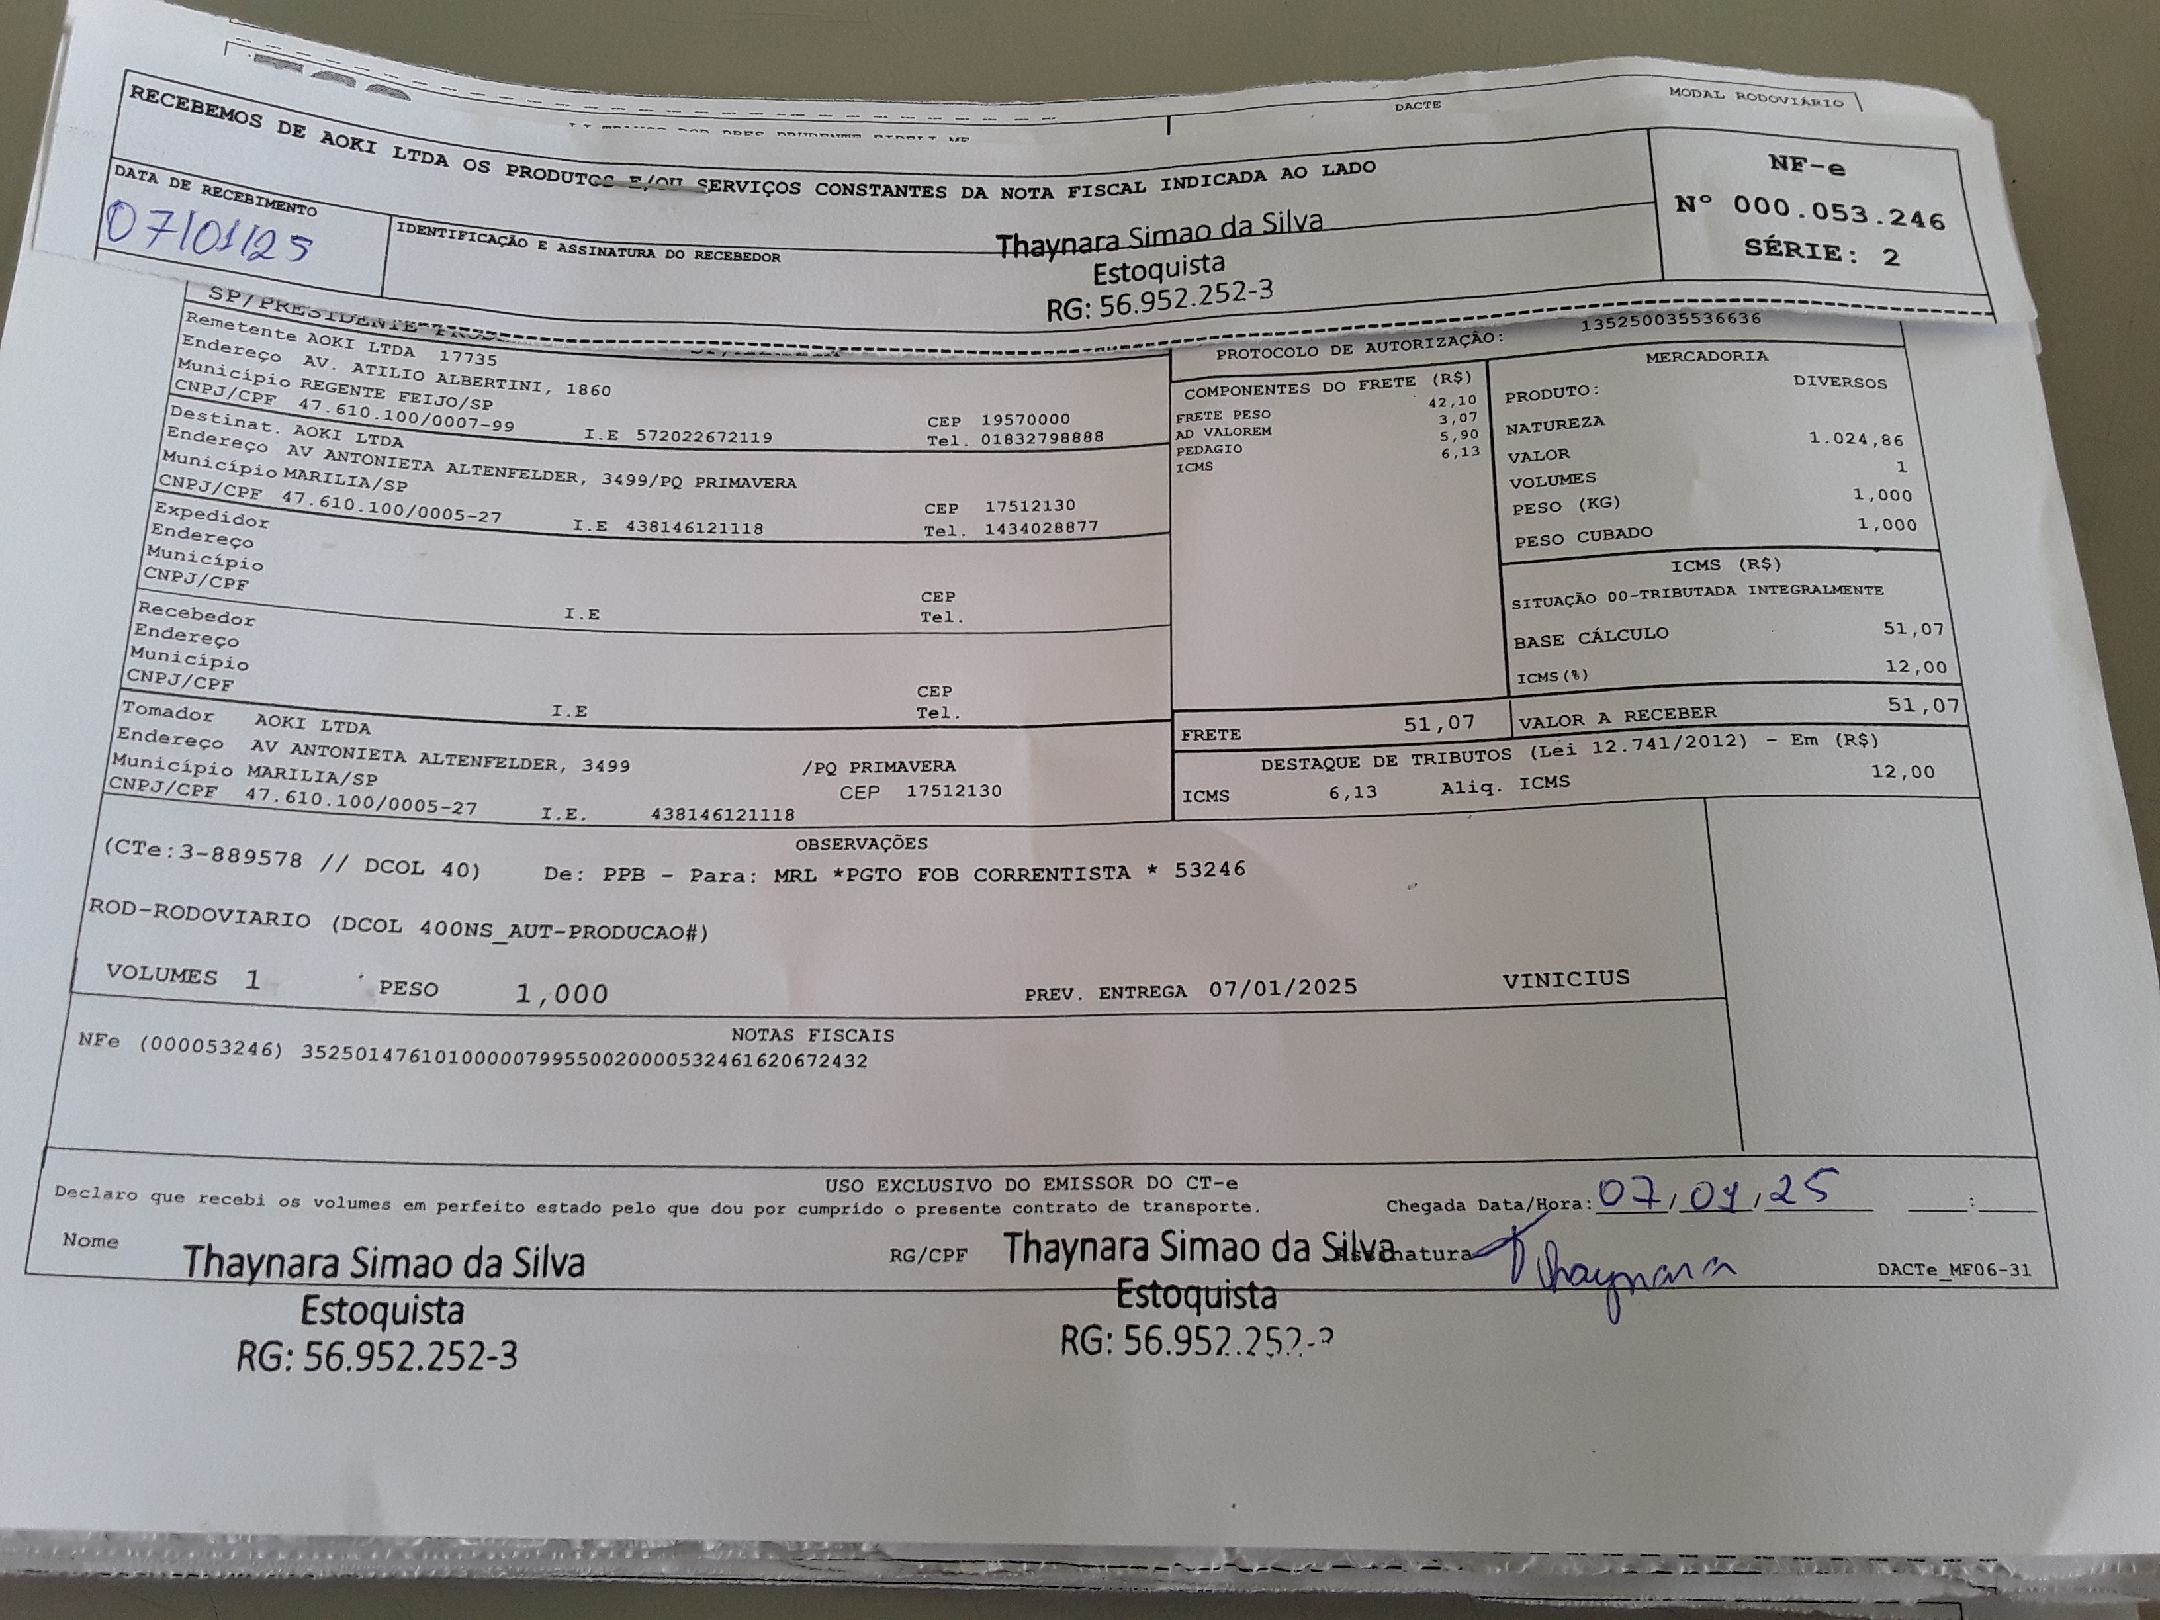 DACTE
MODAL RODOVIÁRIO
RECEBEMOS DE AOKI LTDA OS PRODUTOS E/OU SERVIÇOS CONSTANTES DA NOTA FISCAL INDICADA AO LADO
NF-e
Nº 000.053.246
SÉRIE: 2
DATA DE RECEBIMENTO
07/01/25
IDENTIFICAÇÃO E ASSINATURA DO RECEBEDOR
Thaynara Simao da Silva
Estoquista
RG: 56.952.252-3
SP/PRESIDENTE
Remetente AOKI LTDA 17735
Endereço AV. ATILIO ALBERTINI, 1860
Município REGENTE FEIJO/SP
CEP 19570000
CNPJ/CPF 47.610.100/0007-99 I.E 572022672119 Tel. 01832798888
Destinat. AOKI LTDA
Endereço AV ANTONIETA ALTENFELDER, 3499/PQ PRIMAVERA
Município MARILIA/SP CEP 17512130
CNPJ/CPF 47.610.100/0005-27 I.E 438146121118 Tel. 1434028877
Expedidor
Endereço
Município CEP
CNPJ/CPF I.E Tel.
Recebedor
Endereço
Município CEP
CNPJ/CPF I.E Tel.
Tomador AOKI LTDA
Endereço AV ANTONIETA ALTENFELDER, 3499 /PQ PRIMAVERA
Município MARILIA/SP CEP 17512130
CNPJ/CPF 47.610.100/0005-27 I.E. 438146121118
PROTOCOLO DE AUTORIZAÇÃO: 135250035536636
COMPONENTES DO FRETE (R$)
FRETE PESO 42,10
AD VALOREM 3,07
PEDAGIO 5,90
ICMS 6,13
MERCADORIA
PRODUTO: DIVERSOS
NATUREZA
VALOR 1.024,86
VOLUMES 1
PESO (KG) 1,000
PESO CUBADO 1,000
ICMS (R$)
SITUAÇÃO 00-TRIBUTADA INTEGRALMENTE
BASE CÁLCULO 51,07
ICMS(%) 12,00
FRETE 51,07 VALOR A RECEBER 51,07
DESTAQUE DE TRIBUTOS (Lei 12.741/2012) - Em (R$)
ICMS 6,13 Aliq. ICMS 12,00
OBSERVAÇÕES
(CTe:3-889578 // DCOL 40) De: PPB - Para: MRL *PGTO FOB CORRENTISTA * 53246
ROD-RODOVIARIO (DCOL 400NS_AUT-PRODUCAO#)
VOLUMES 1 PESO 1,000 PREV. ENTREGA 07/01/2025 VINICIUS
NOTAS FISCAIS
NFe (000053246) 35250147610100000799550020000532461620672432
USO EXCLUSIVO DO EMISSOR DO CT-e
Declaro que recebi os volumes em perfeito estado pelo que dou por cumprido o presente contrato de transporte.
Chegada Data/Hora: 07/01/25 :
Nome Thaynara Simao da Silva
Estoquista
RG: 56.952.252-3
RG/CPF Thaynara Simao da Silva
Estoquista
RG: 56.952.252-3
Assinatura Thaynara
DACTe_MF06-31